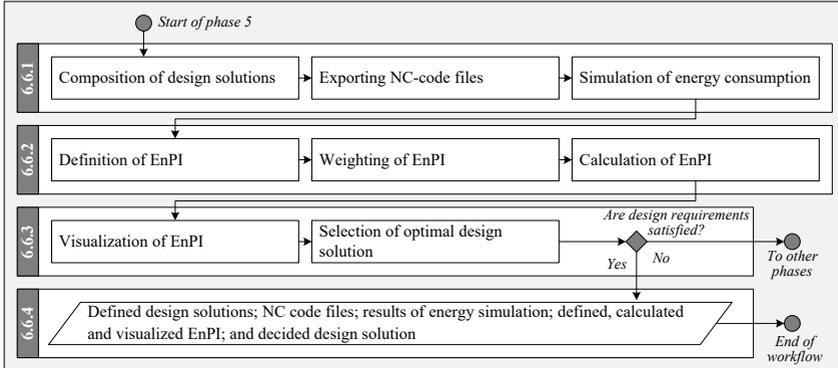 Start of phase 5
6.6.1
Composition of design solutions
Exporting NC-code files
Simulation of energy consumption
6.6.2
Definition of EnPI
Weighting of EnPI
Calculation of EnPI
6.6.3
Visualization of EnPI
Selection of optimal design
solution
Are design requirements
satisfied?
Yes
No
To other
phases
6.6.4
Defined design solutions; NC code files; results of energy simulation; defined, calculated
and visualized EnPI; and decided design solution
End of
workflow